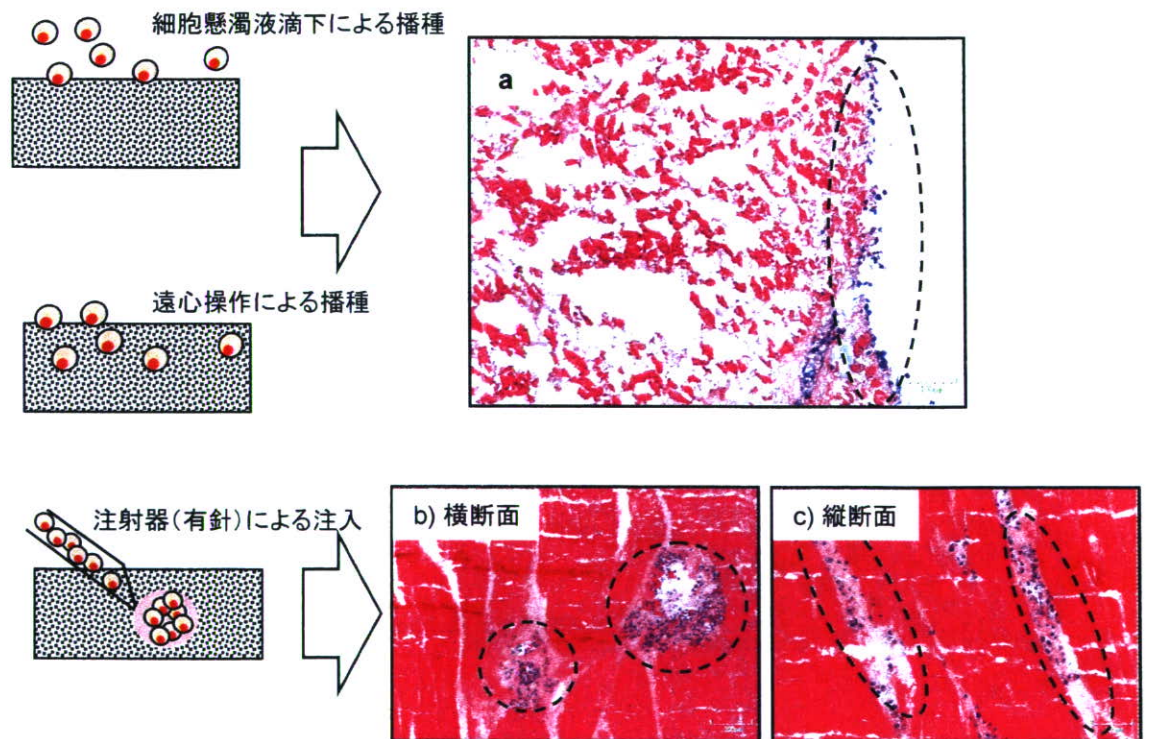 細胞懸濁液滴下による播種
a
遠心操作による播種
注射器(有針)による注入
b) 横断面
c) 縦断面